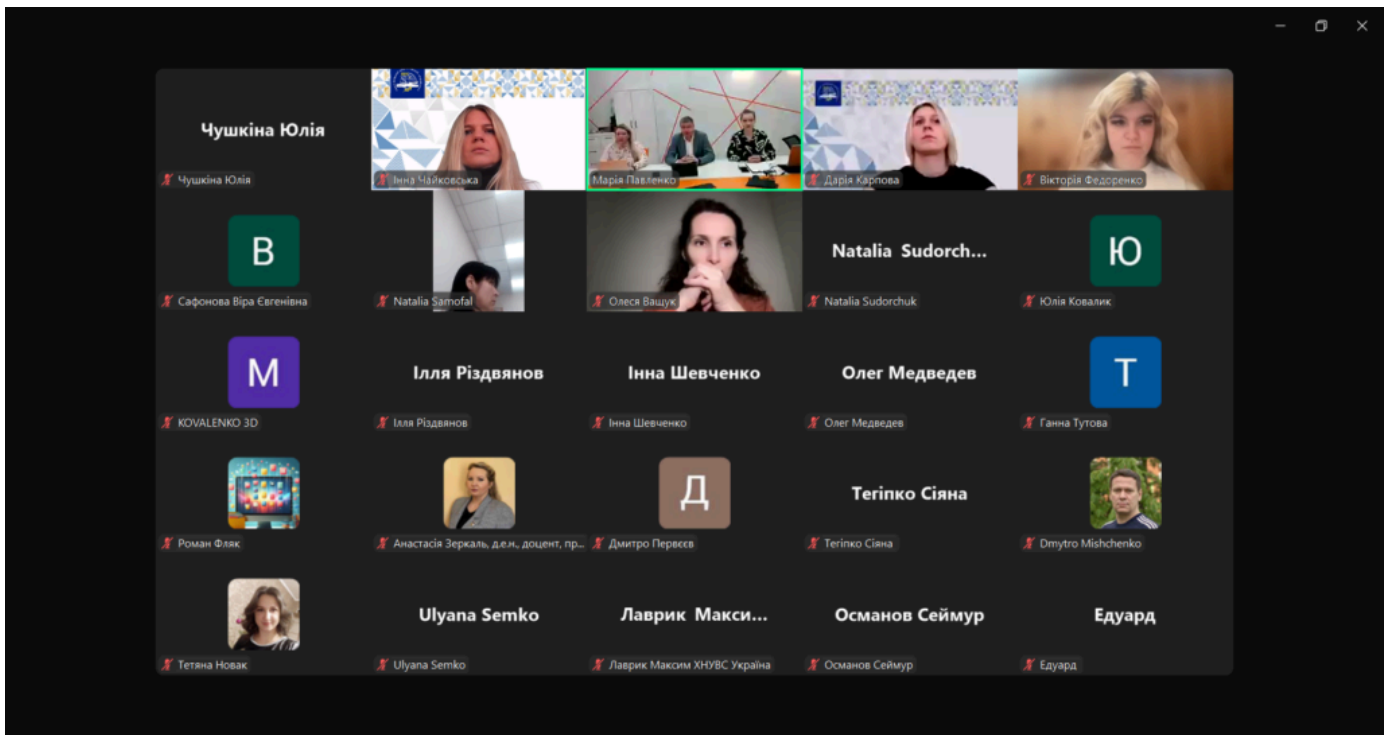 Чушкіна Юлія
Чушкіна Юлія
Інна Чайковська
Марія Павленко
Дарія Карпова
Вікторія Федоренко
В
Сафонова Віра Євгенівна
Natalia Samofal
Олеся Ващук
Natalia Sudorch...
Natalia Sudorchuk
Ю
Юлія Ковалик
М
KOVALENKO 3D
Ілля Різдвянов
Ілля Різдвянов
Інна Шевченко
Інна Шевченко
Олег Медведев
Олег Медведев
Т
Ганна Тутова
Роман Фляк
Анастасія Зеркаль, д.е.н., доцент, пр...
Д
Дмитро Первєєв
Тегіпко Сіяна
Тегіпко Сіяна
Dmytro Mishchenko
Тетяна Новак
Ulyana Semko
Ulyana Semko
Лаврик Макси...
Лаврик Максим ХНУВС Україна
Османов Сеймур
Османов Сеймур
Едуард
Едуард